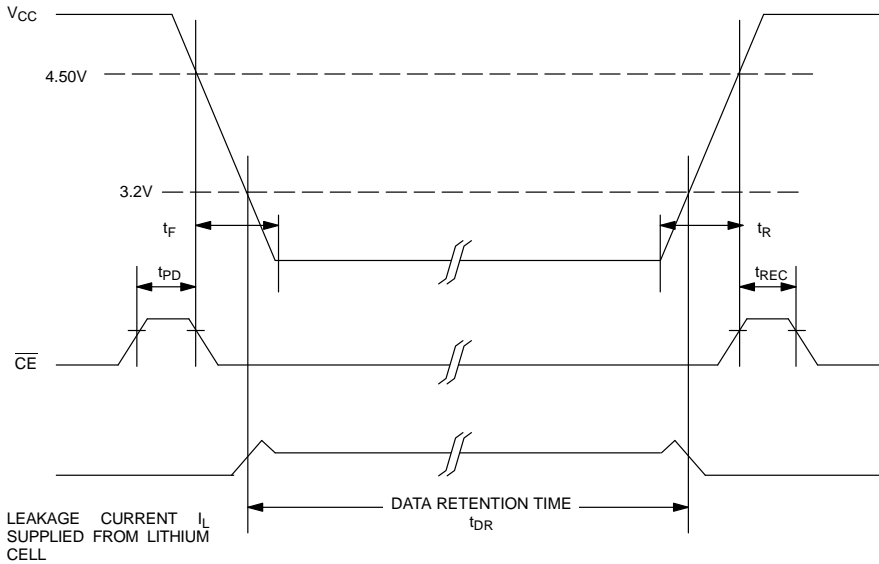 VCC
4.50V
3.2V
tF
tR
tPD
tREC
CE
DATA RETENTION TIME
tDR
LEAKAGE CURRENT IL
SUPPLIED FROM LITHIUM
CELL